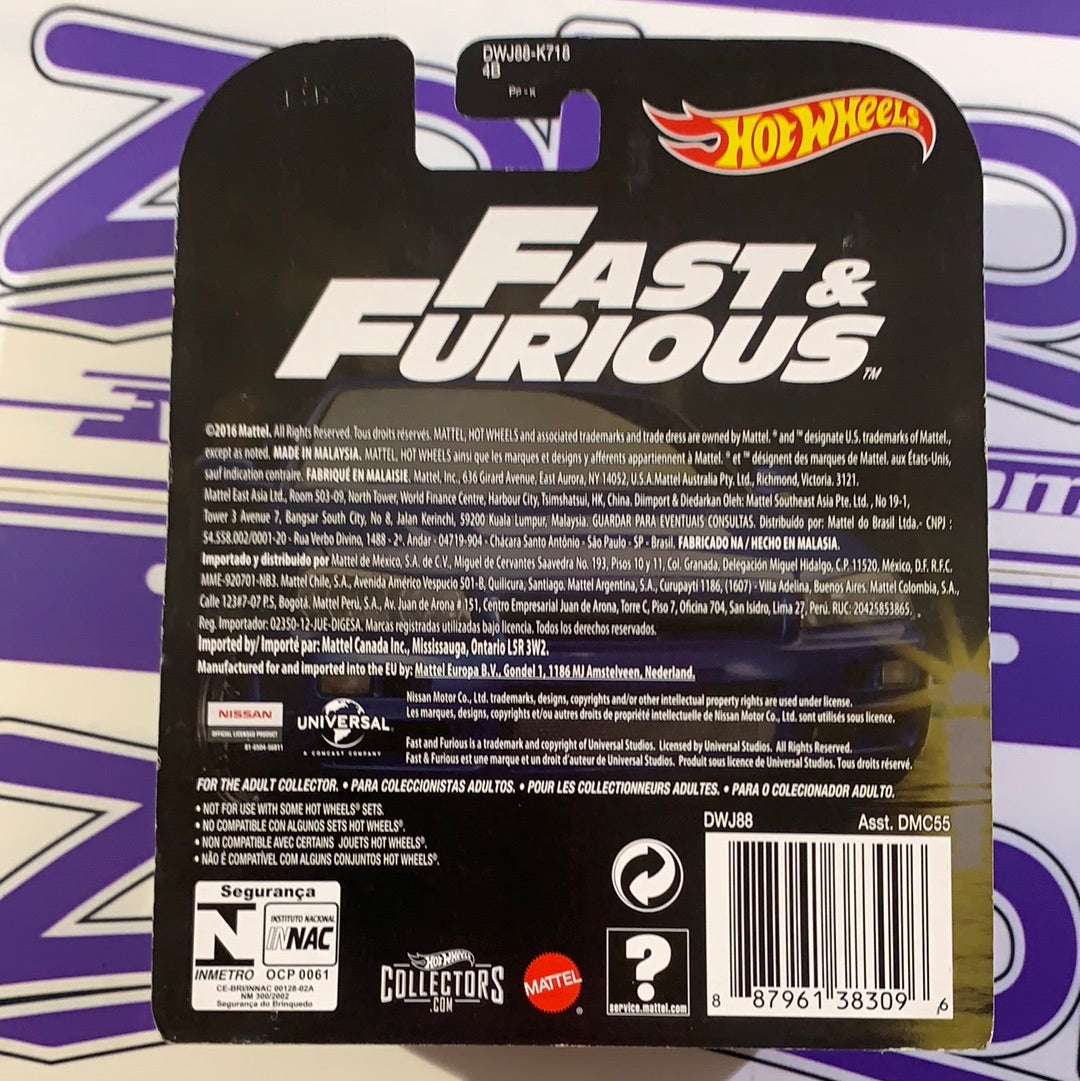 DWJ88-K718
4B
HOT WHEELS
FAST &
FURIOUS™
©2016 Mattel. All Rights Reserved. Tous droits réservés. MATTEL, HOT WHEELS and associated trademarks and trade dress are owned by Mattel. ® and ™ designate U.S. trademarks of Mattel.,
except as noted. MADE IN MALAYSIA. MATTEL, HOT WHEELS ainsi que les marques et designs y afférents appartiennent à Mattel. ® et ™ désignent des marques de Mattel. aux États-Unis,
sauf indication contraire. FABRIQUÉ EN MALAISIE. Mattel, Inc., 636 Girard Avenue, East Aurora, NY 14052, U.S.A.Mattel Australia Pty. Ltd., Richmond, Victoria. 3121.
Mattel East Asia Ltd., Room 503-09, North Tower, World Finance Centre, Harbour City, Tsimshatsui, HK, China. Diimport & Diedarkan Oleh: Mattel Southeast Asia Pte. Ltd., No 19-1,
Tower 3 Avenue 7, Bangsar South City, No 8, Jalan Kerinchi, 59200 Kuala Lumpur, Malaysia. GUARDAR PARA EVENTUAIS CONSULTAS. Distribuído por: Mattel do Brasil Ltda.- CNPJ :
54.558.002/0001-20 - Rua Verbo Divino, 1488 - 2º. Andar - 04719-904 - Chácara Santo Antônio - São Paulo - SP - Brasil. FABRICADO NA / HECHO EN MALASIA.
Importado y distribuido por Mattel de México, S.A. de C.V., Miguel de Cervantes Saavedra No. 193, Pisos 10 y 11, Col. Granada, Delegación Miguel Hidalgo, C.P. 11520, México, D.F. R.F.C.
MME-920701-NB3. Mattel Chile, S.A., Avenida Américo Vespucio 501-B, Quilicura, Santiago. Mattel Argentina, S.A., Curupaytí 1186, (1607) - Villa Adelina, Buenos Aires. Mattel Colombia, S.A.,
Calle 123#7-07 P.5, Bogotá. Mattel Perú, S.A., Av. Juan de Arona # 151, Centro Empresarial Juan de Arona, Torre C, Piso 7, Oficina 704, San Isidro, Lima 27, Perú. RUC: 20425853865.
Reg. Importador: 02350-12-JUE-DIGESA. Marcas registradas utilizadas bajo licencia. Todos los derechos reservados.
Imported by/ Importé par: Mattel Canada Inc., Mississauga, Ontario L5R 3W2.
Manufactured for and imported into the EU by: Mattel Europa B.V., Gondel 1, 1186 MJ Amstelveen, Nederland.
NISSAN
OFFICIAL LICENSED PRODUCT
UNIVERSAL
A COMCAST COMPANY
Nissan Motor Co., Ltd. trademarks, designs, copyrights and/or other intellectual property rights are used under license.
Les marques, designs, copyrights et/ou autres droits de propriété intellectuelle de Nissan Motor Co., Ltd. sont utilisés sous licence.
Fast and Furious is a trademark and copyright of Universal Studios. Licensed by Universal Studios. All Rights Reserved.
Fast & Furious est une marque et un droit d'auteur de Universal Studios. Produit sous licence de Universal Studios. Tous droits réservé.
FOR THE ADULT COLLECTOR. • PARA COLECCIONISTAS ADULTOS. • POUR LES COLLECTIONNEURS ADULTES. • PARA O COLECIONADOR ADULTO.
• NOT FOR USE WITH SOME HOT WHEELS® SETS.
• NO COMPATIBLE CON ALGUNOS SETS HOT WHEELS®.
• NON COMPATIBLE AVEC CERTAINS JOUETS HOT WHEELS®.
• NÃO É COMPATÍVEL COM ALGUNS CONJUNTOS HOT WHEELS®.
DWJ88 Asst. DMC55
Segurança
N
INSTITUTO NACIONAL
INNAC
INMETRO OCP 0061
CE-BRI/INNAC 00128-02A
NM 300/2002
Segurança do Brinquedo
HOT WHEELS
COLLECTORS
.COM
MATTEL®
?
service.mattel.com
8 87961 38309 6